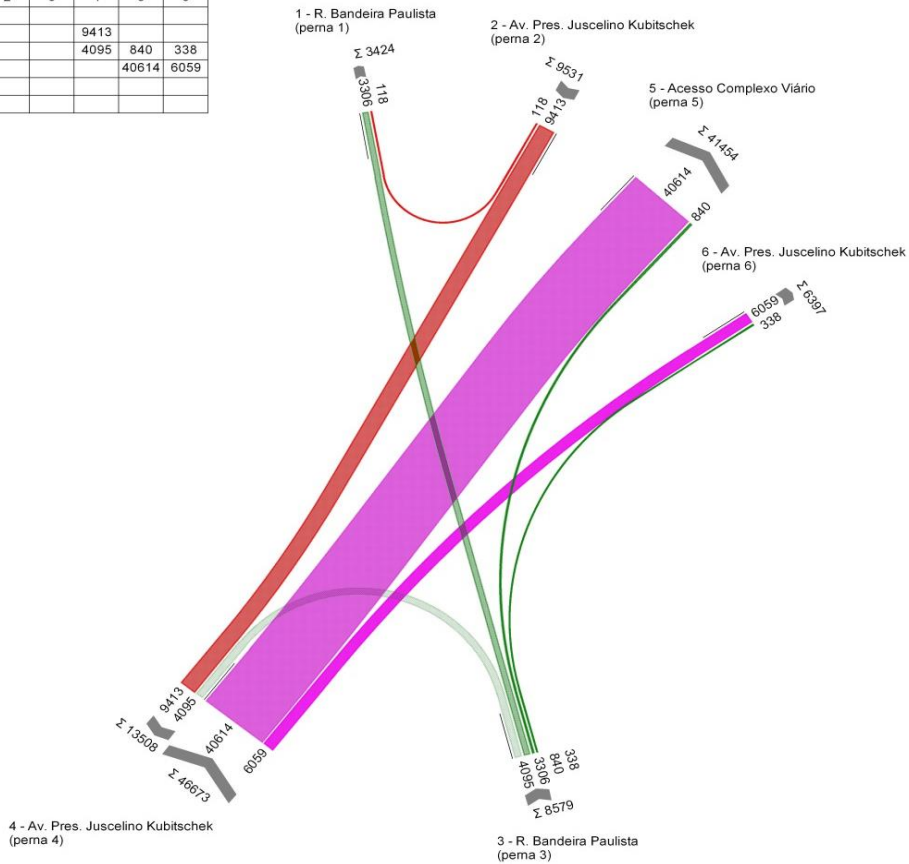 9413
4095 840 338
40614 6059
1 - R. Bandeira Paulista
(perna 1)
Σ 3424
3306
118
2 - Av. Pres. Juscelino Kubitschek
(perna 2)
Σ 9531
118
9413
5 - Acesso Complexo Viário
(perna 5)
Σ 41454
40614
840
6 - Av. Pres. Juscelino Kubitschek
(perna 6)
Σ 6397
6059
338
9413
4095
Σ 13508
40614
6059
Σ 46673
4 - Av. Pres. Juscelino Kubitschek
(perna 4)
4095
3306
840
338
Σ 8579
3 - R. Bandeira Paulista
(perna 3)